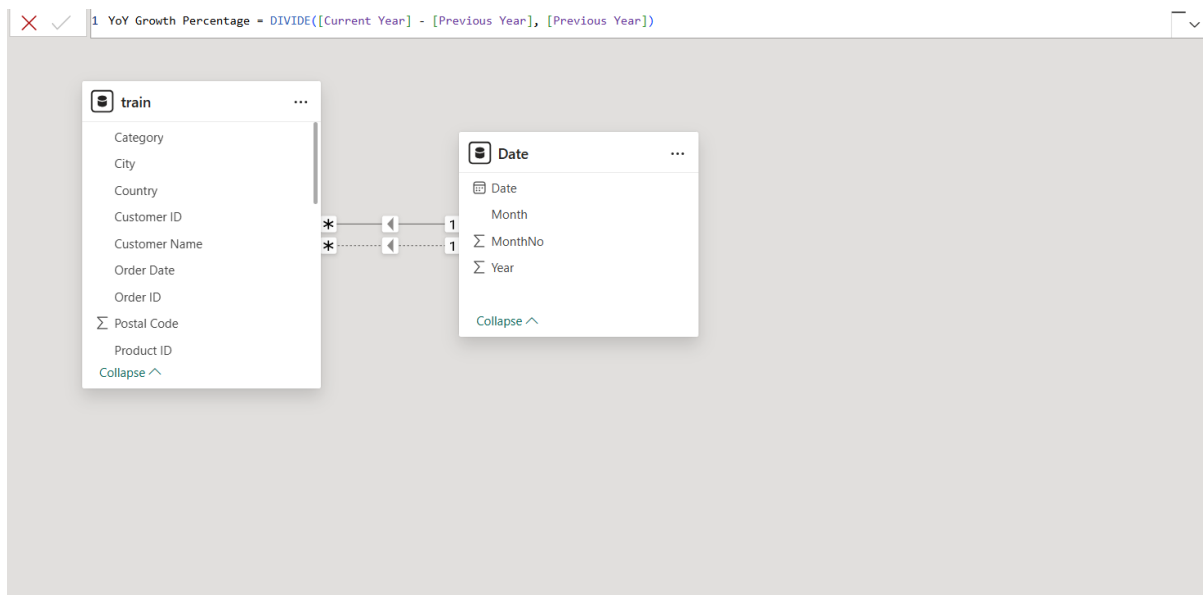 1 YoY Growth Percentage = DIVIDE([Current Year] - [Previous Year], [Previous Year])
train
...
Category
City
Country
Customer ID
Customer Name
Order Date
Order ID
Σ Postal Code
Product ID
Collapse
* 1
* 1
Date
...
Date
Month
Σ MonthNo
Σ Year
Collapse